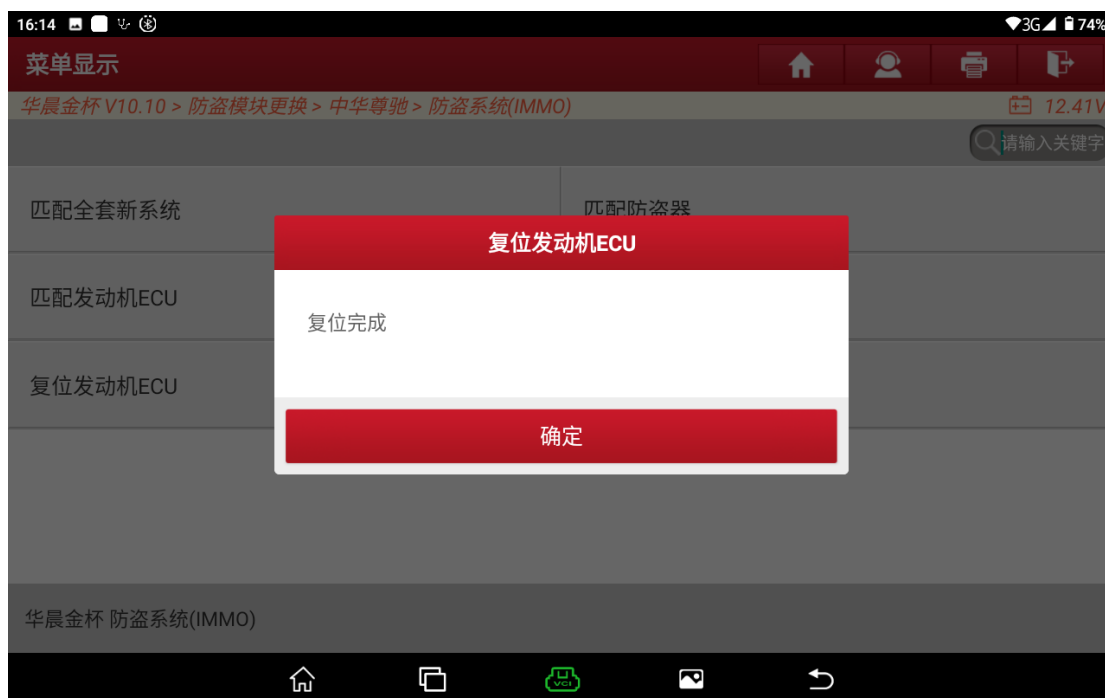 16:14
3G 74%
菜单显示
华晨金杯 V10.10 > 防盗模块更换 > 中华尊驰 > 防盗系统(IMMO)
12.41V
请输入关键字
匹配全套新系统
匹配防盗器
复位发动机ECU
匹配发动机ECU
复位完成
复位发动机ECU
确定
华晨金杯 防盗系统(IMMO)
VCI